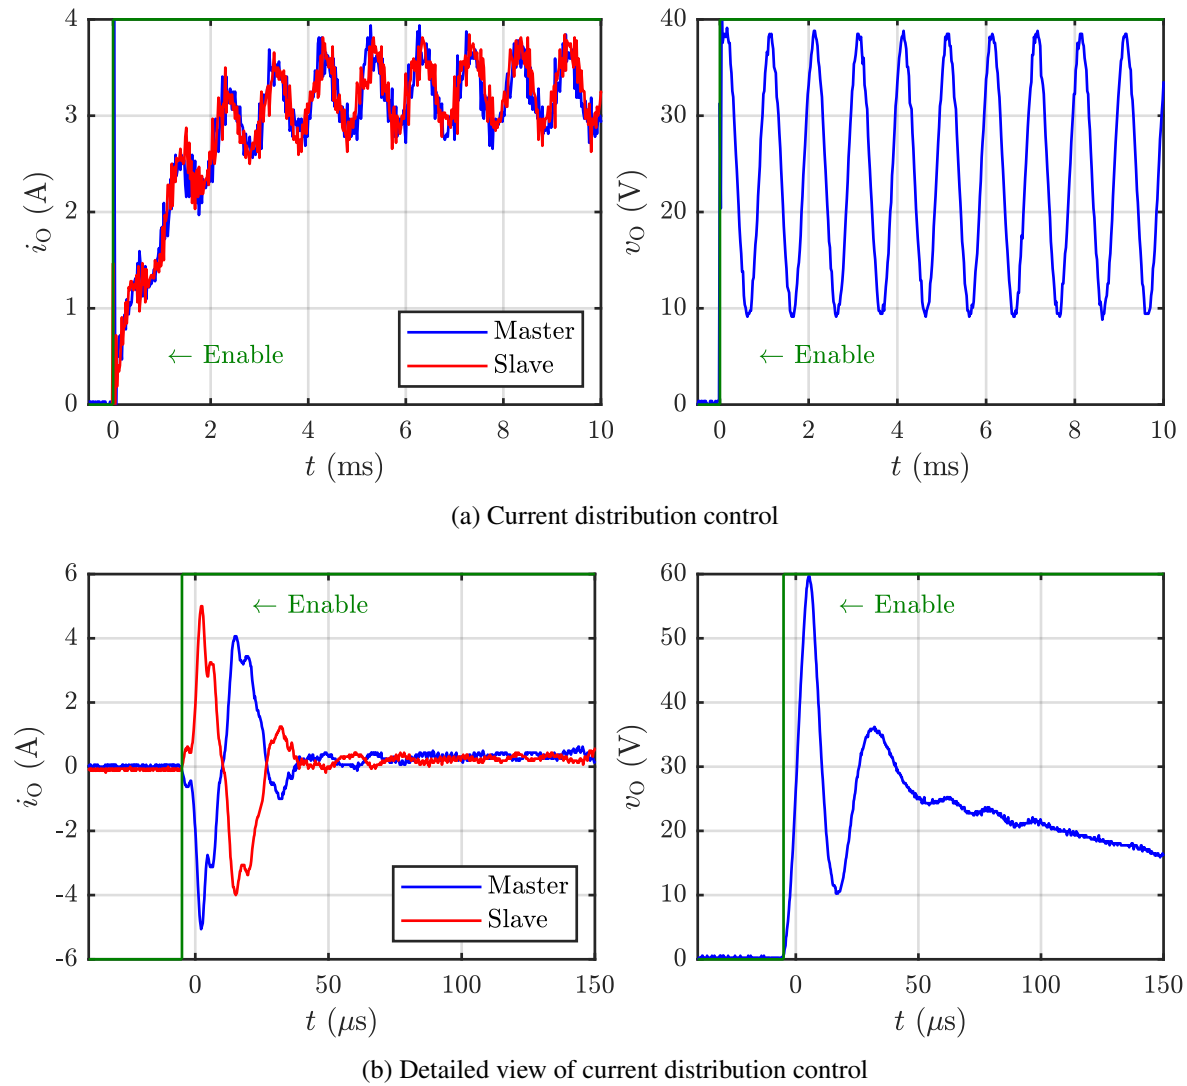 4
3
2
1
0
i_O (A)
Master
Slave
← Enable
0 2 4 6 8 10
t (ms)
40
30
20
10
0
v_O (V)
← Enable
0 2 4 6 8 10
t (ms)
(a) Current distribution control
6
4
2
0
-2
-4
-6
i_O (A)
← Enable
Master
Slave
0 50 100 150
t (μs)
60
50
40
30
20
10
0
v_O (V)
← Enable
0 50 100 150
t (μs)
(b) Detailed view of current distribution control